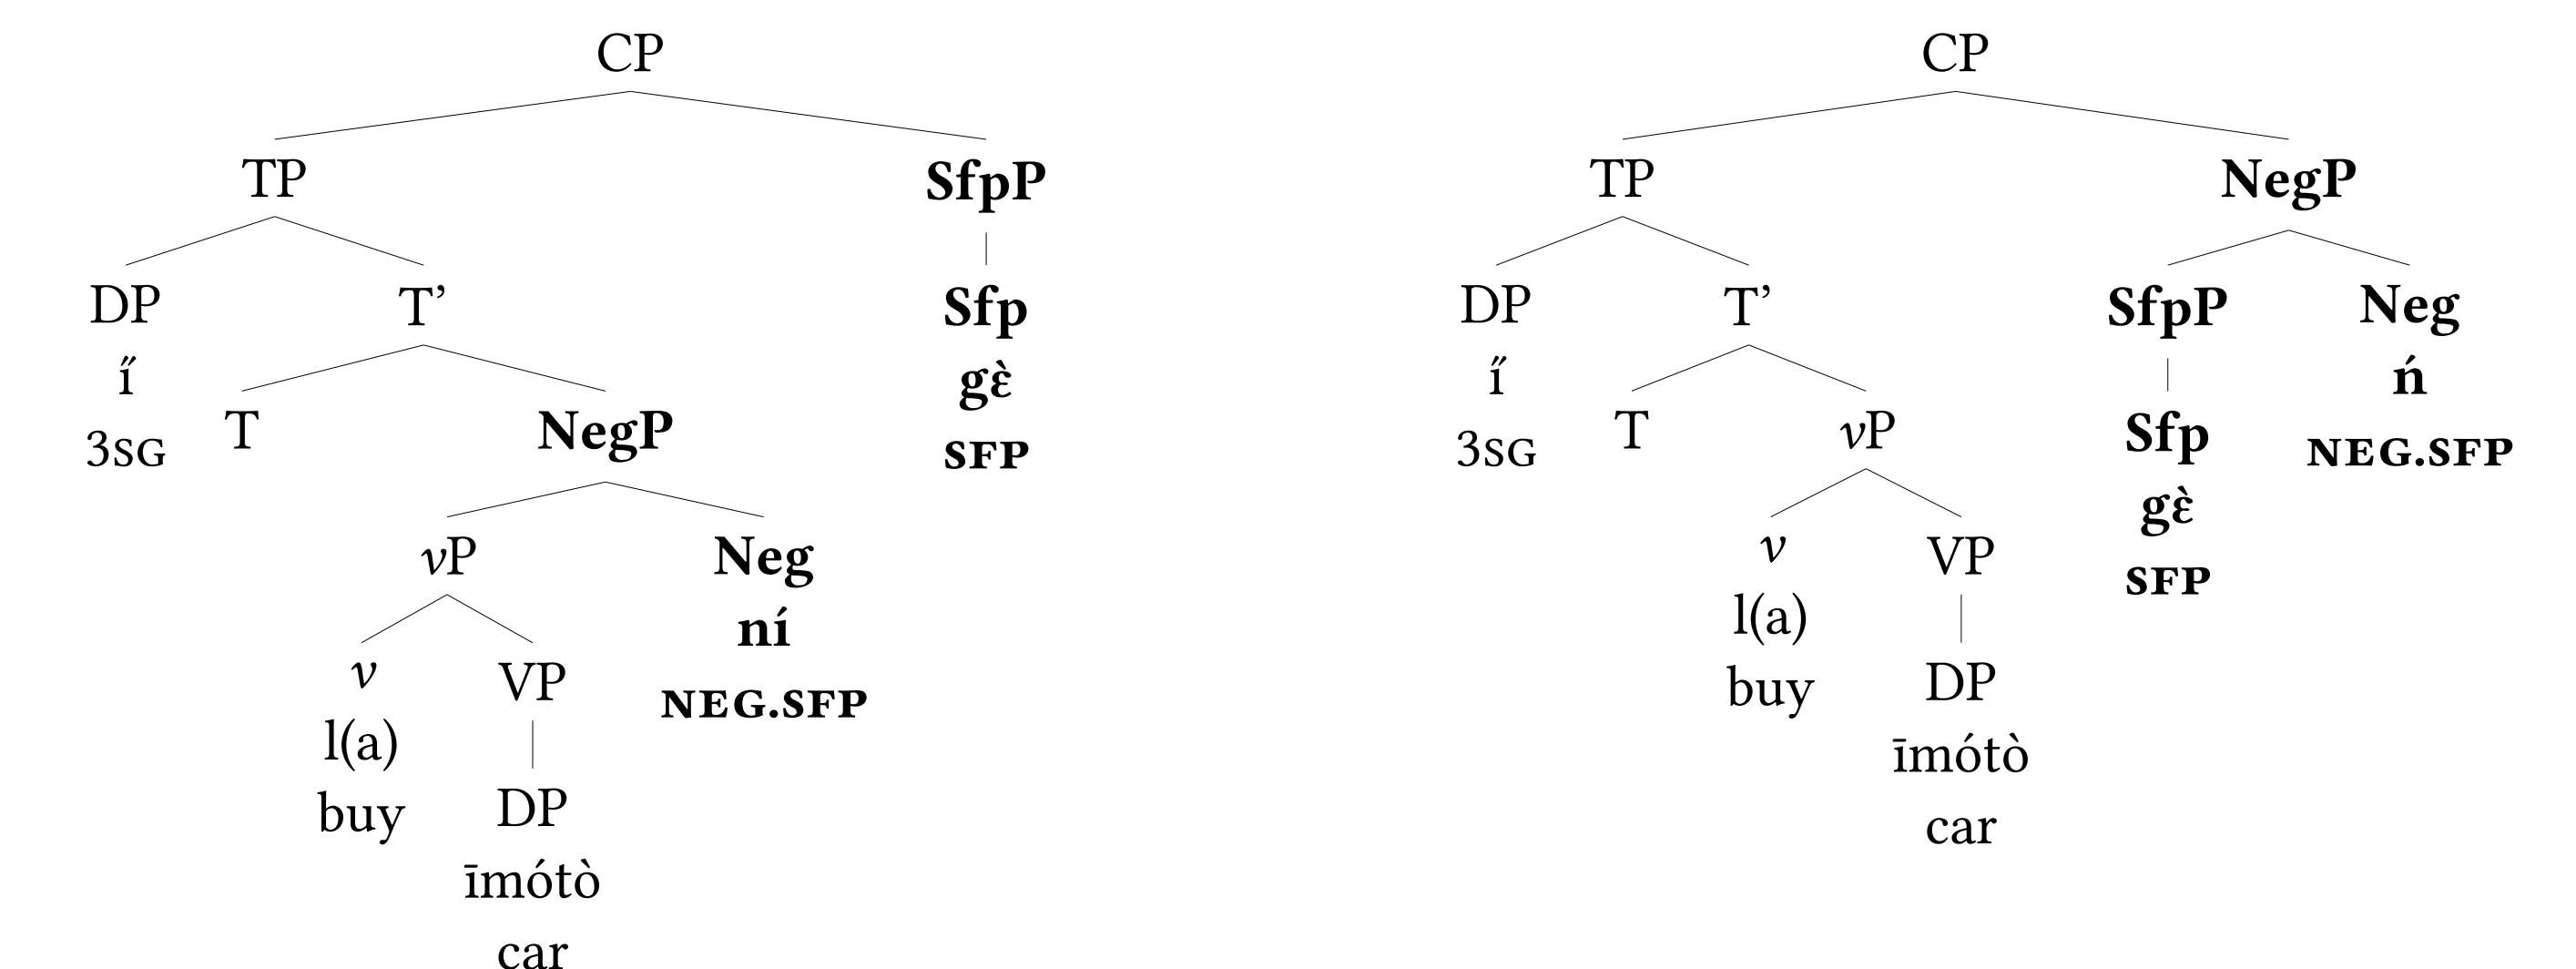 CP
TP SfpP
DP T’ Sfp
ı̋ gɛ̀
3SG T NegP SFP
vP Neg
ní
v VP NEG.SFP
l(a)
buy DP
īmótò
car
CP
TP NegP
DP T’ SfpP Neg
ı̋ ń
3SG T vP Sfp NEG.SFP
gɛ̀
v VP SFP
l(a)
buy DP
īmótò
car